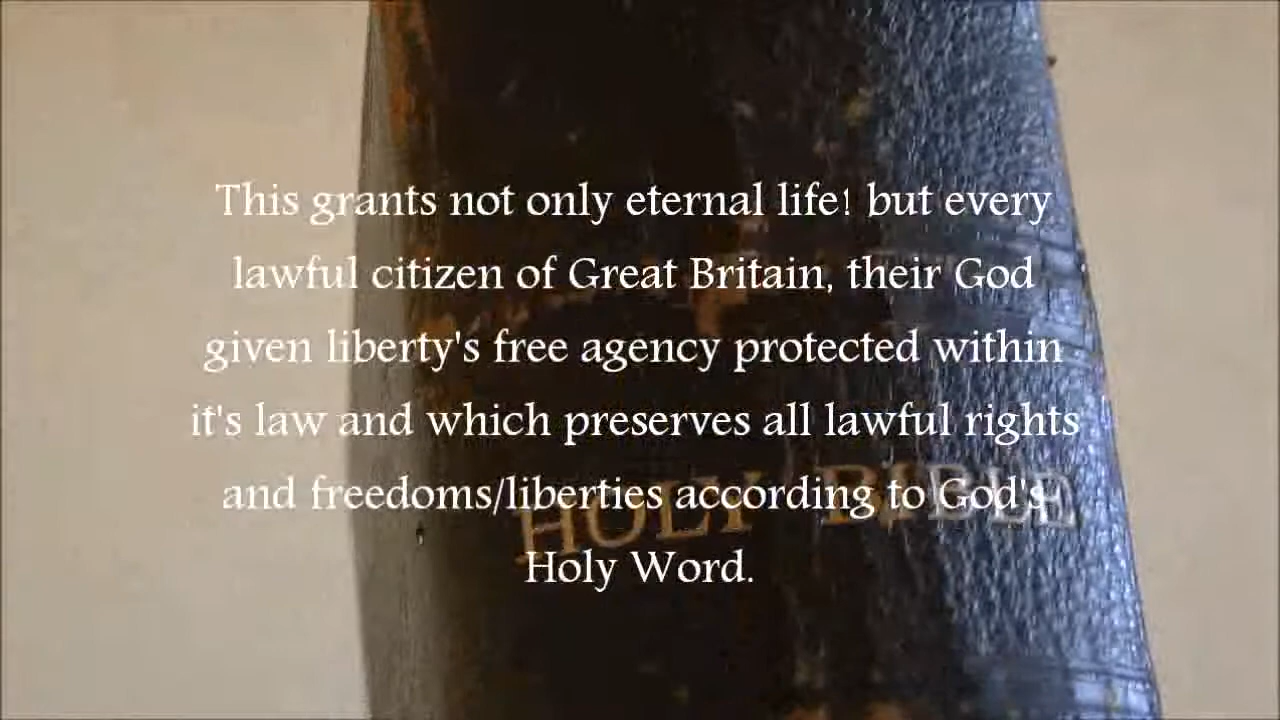 This grants not only eternal life! but every
lawful citizen of Great Britain, their God
given liberty's free agency protected within
it's law and which preserves all lawful rights
and freedoms/liberties according to God's
Holy Word.
HOLY BIBLE